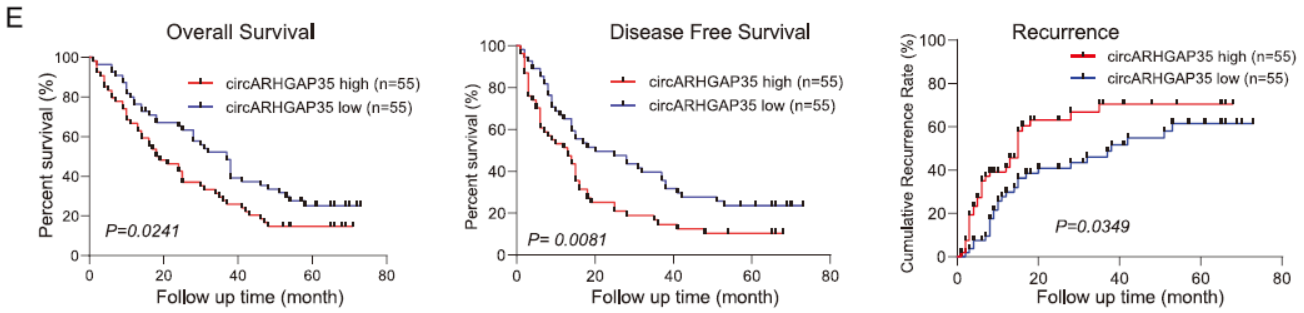 E
Overall Survival
Percent survival (%)
100
80
60
40
20
0
circARHGAP35 high (n=55)
circARHGAP35 low (n=55)
P=0.0241
0 20 40 60 80
Follow up time (month)
Disease Free Survival
Percent survival (%)
100
80
60
40
20
0
circARHGAP35 high (n=55)
circARHGAP35 low (n=55)
P= 0.0081
0 20 40 60 80
Follow up time (month)
Recurrence
Cumulative Recurrence Rate (%)
100
80
60
40
20
0
circARHGAP35 high (n=55)
circARHGAP35 low (n=55)
P=0.0349
0 20 40 60 80
Follow up time (month)